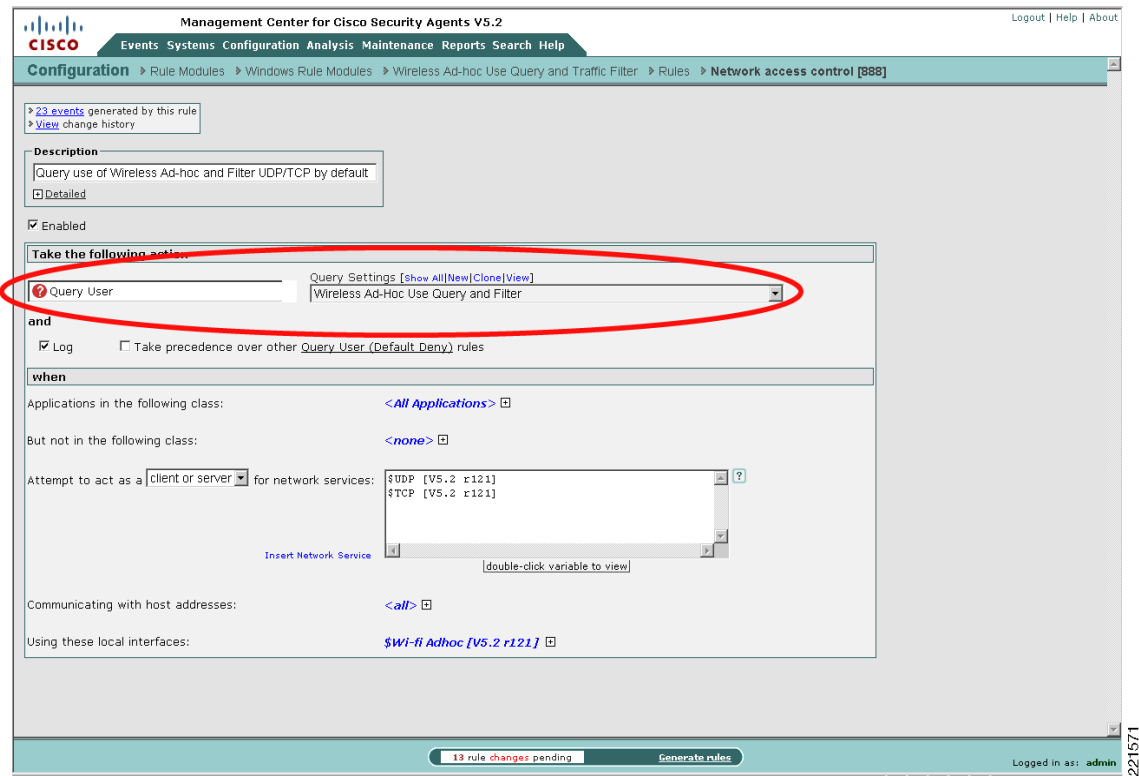 Management Center for Cisco Security Agents V5.2
Logout | Help | About
CISCO
Events Systems Configuration Analysis Maintenance Reports Search Help
Configuration Rule Modules Windows Rule Modules Wireless Ad-hoc Use Query and Traffic Filter Rules Network access control [888]
23 events generated by this rule
View change history
Description
Query use of Wireless Ad-hoc and Filter UDP/TCP by default
Detailed
Enabled
Take the following action
Query Settings [Show All|New|Clone|View]
Query User
Wireless Ad-Hoc Use Query and Filter
and
Log Take precedence over other Query User (Default Deny) rules
when
Applications in the following class: <All Applications>
But not in the following class: <none>
Attempt to act as a client or server for network services:
$UDP [V5.2 r121]
$TCP [V5.2 r121]
?
Insert Network Service
double-click variable to view
Communicating with host addresses: <all>
Using these local interfaces: $Wi-fi Adhoc [V5.2 r121]
13 rule changes pending Generate rules
Logged in as: admin
221571